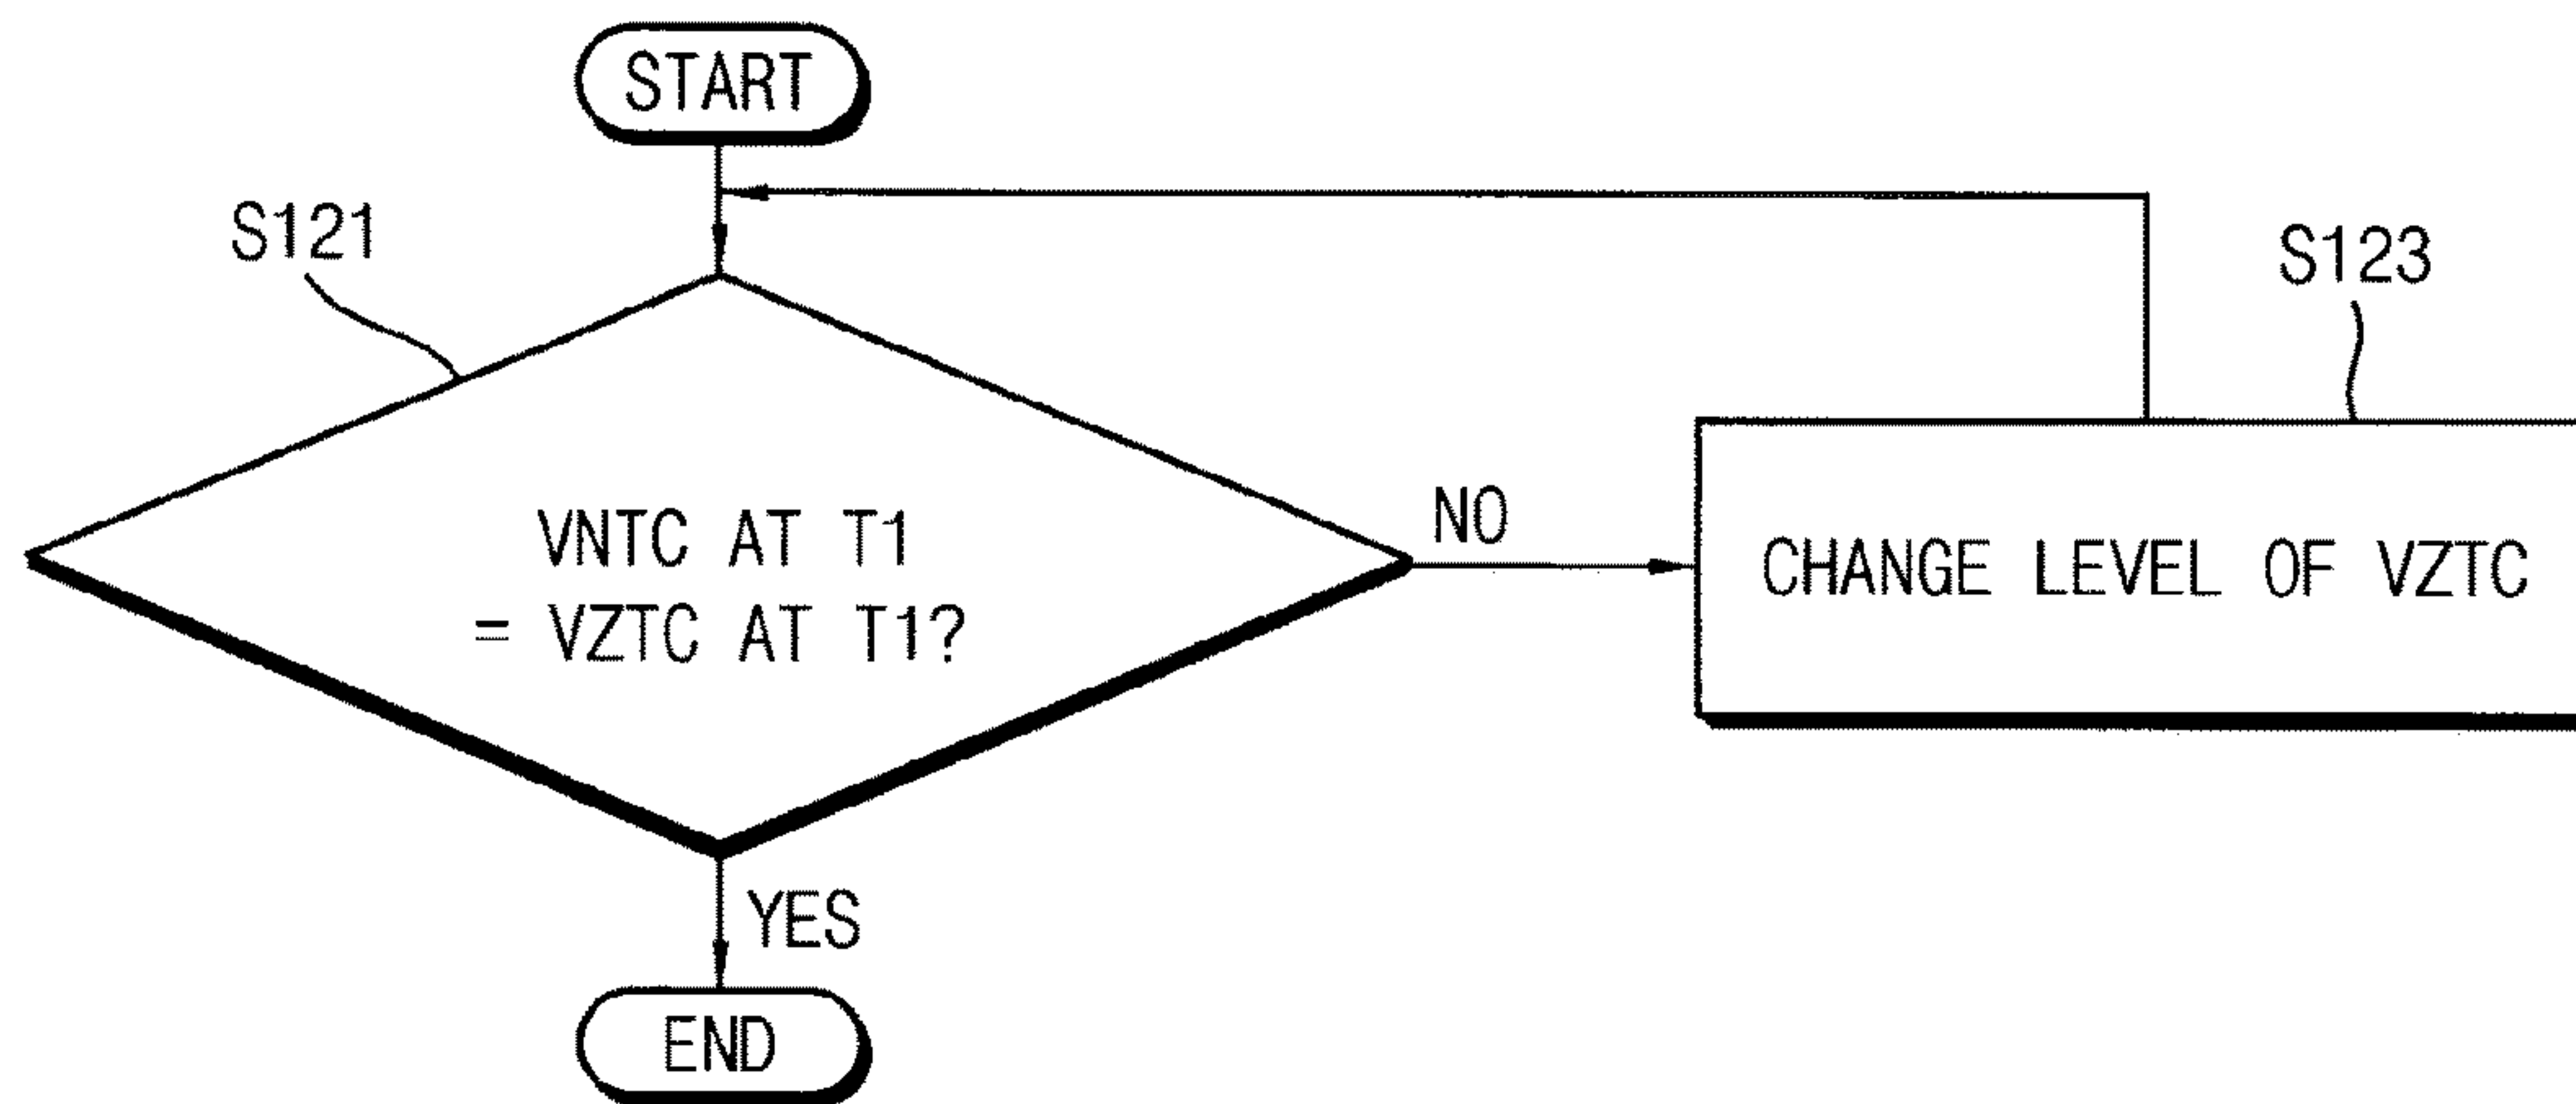 START
S121
S123
VNTC AT T1
= VZTC AT T1?
NO
CHANGE LEVEL OF VZTC
YES
END